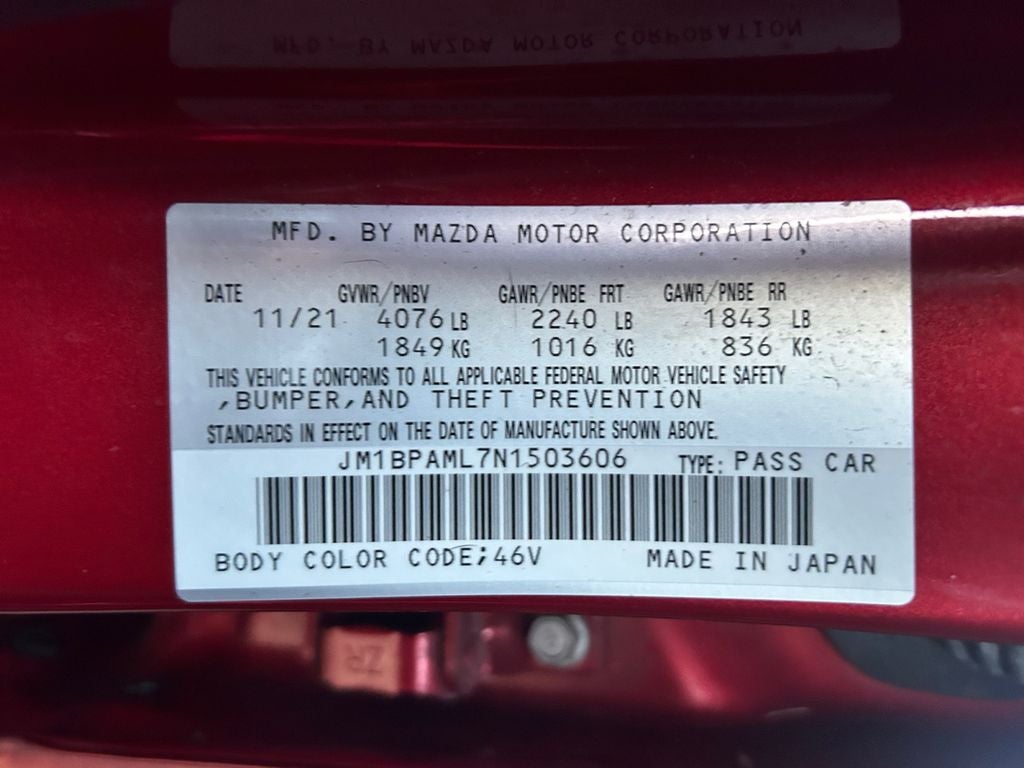 MFD. BY MAZDA MOTOR CORPORATION
DATE GVWR/PNBV GAWR/PNBE FRT GAWR/PNBE RR
11/21 4076 LB 2240 LB 1843 LB
1849 KG 1016 KG 836 KG
THIS VEHICLE CONFORMS TO ALL APPLICABLE FEDERAL MOTOR VEHICLE SAFETY
,BUMPER,AND THEFT PREVENTION
STANDARDS IN EFFECT ON THE DATE OF MANUFACTURE SHOWN ABOVE.
JM1BPAML7N1503606 TYPE: PASS CAR
BODY COLOR CODE;46V MADE IN JAPAN